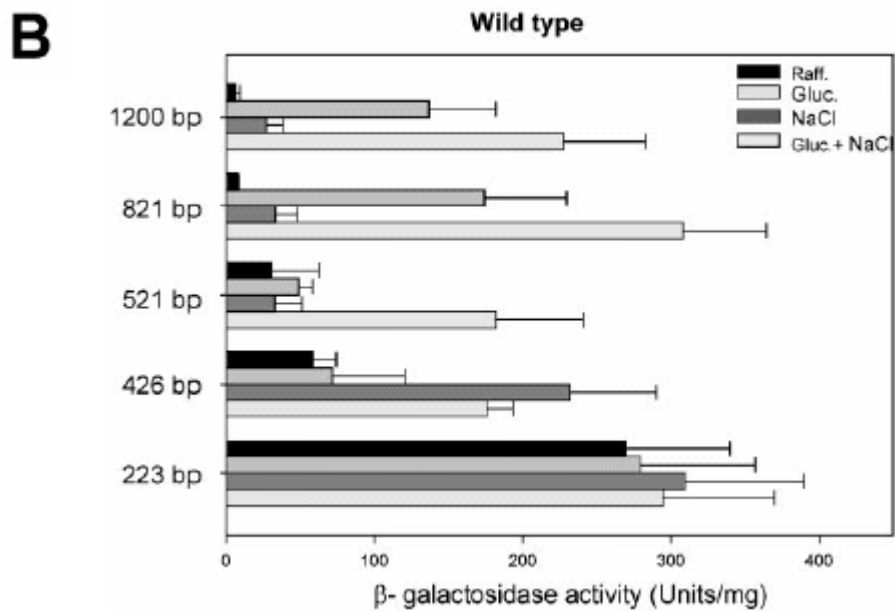 B
Wild type
Raff.
Gluc.
NaCl
Gluc.+ NaCl
1200 bp
821 bp
521 bp
426 bp
223 bp
0 100 200 300 400
β- galactosidase activity (Units/mg)